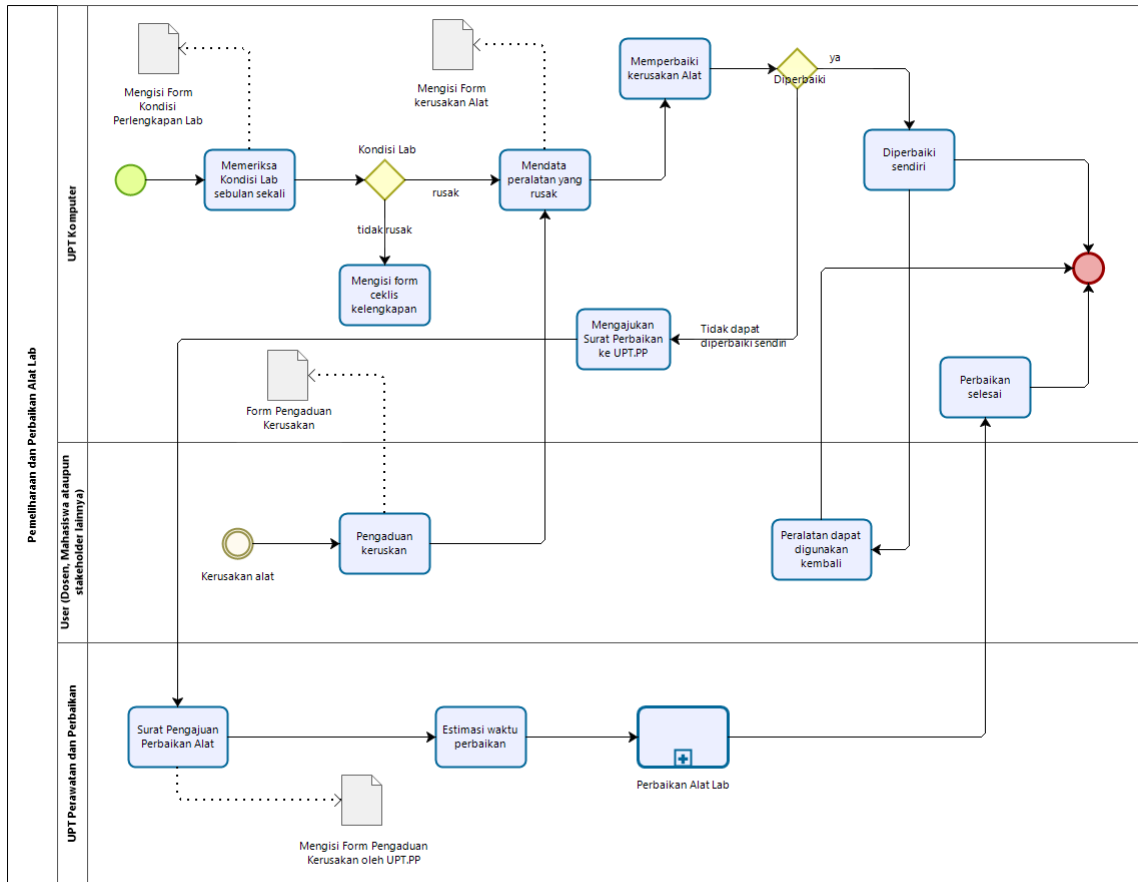 Pemeliharaan dan Perbaikan Alat Lab
UPT Komputer
Mengisi Form
Kondisi
Perlengkapan Lab
Memeriksa
Kondisi Lab
sebulan sekali
Kondisi Lab
rusak
tidak rusak
Mengisi form
ceklis
kelengkapan
Mengisi Form
kerusakan Alat
Mendata
peralatan yang
rusak
Memperbaiki
kerusakan Alat
Diperbaiki
ya
Diperbaiki
sendiri
Tidak dapat
diperbaiki sendiri
Mengajukan
Surat Perbaikan
ke UPT.PP
Perbaikan
selesai
Form Pengaduan
Kerusakan
User (Dosen, Mahasiswa ataupun
stakeholder lainnya)
Kerusakan alat
Pengaduan
keruskan
Peralatan dapat
digunakan
kembali
UPT Perawatan dan Perbaikan
Surat Pengajuan
Perbaikan Alat
Estimasi waktu
perbaikan
Perbaikan Alat Lab
Mengisi Form Pengaduan
Kerusakan oleh UPT.PP